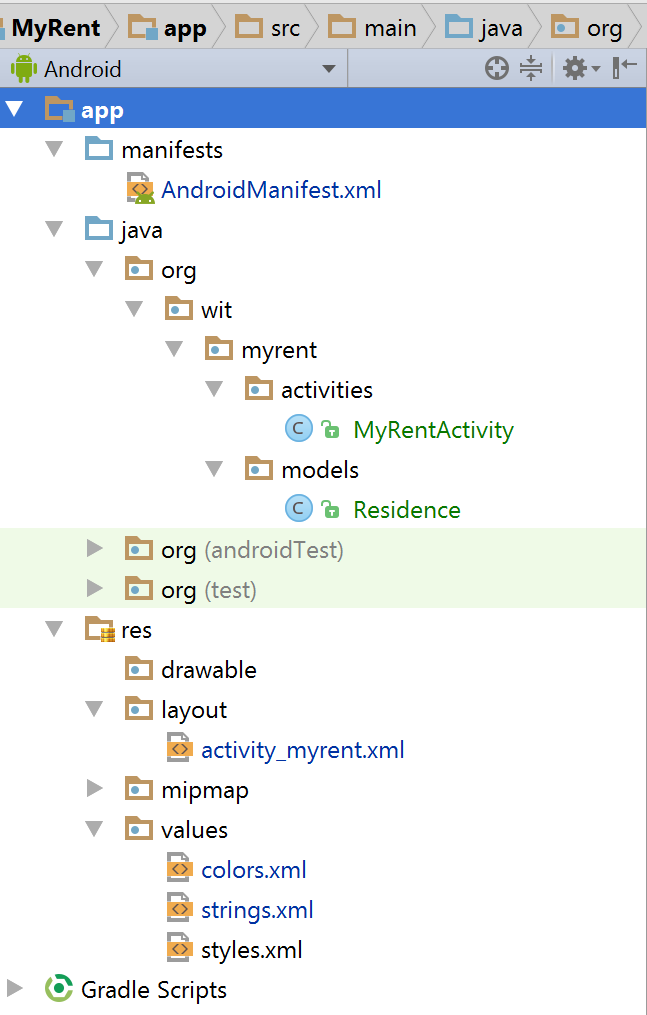 MyRent app src main java org
Android
app
manifests
AndroidManifest.xml
java
org
wit
myrent
activities
C MyRentActivity
models
C Residence
org (androidTest)
org (test)
res
drawable
layout
activity_myrent.xml
mipmap
values
colors.xml
strings.xml
styles.xml
Gradle Scripts